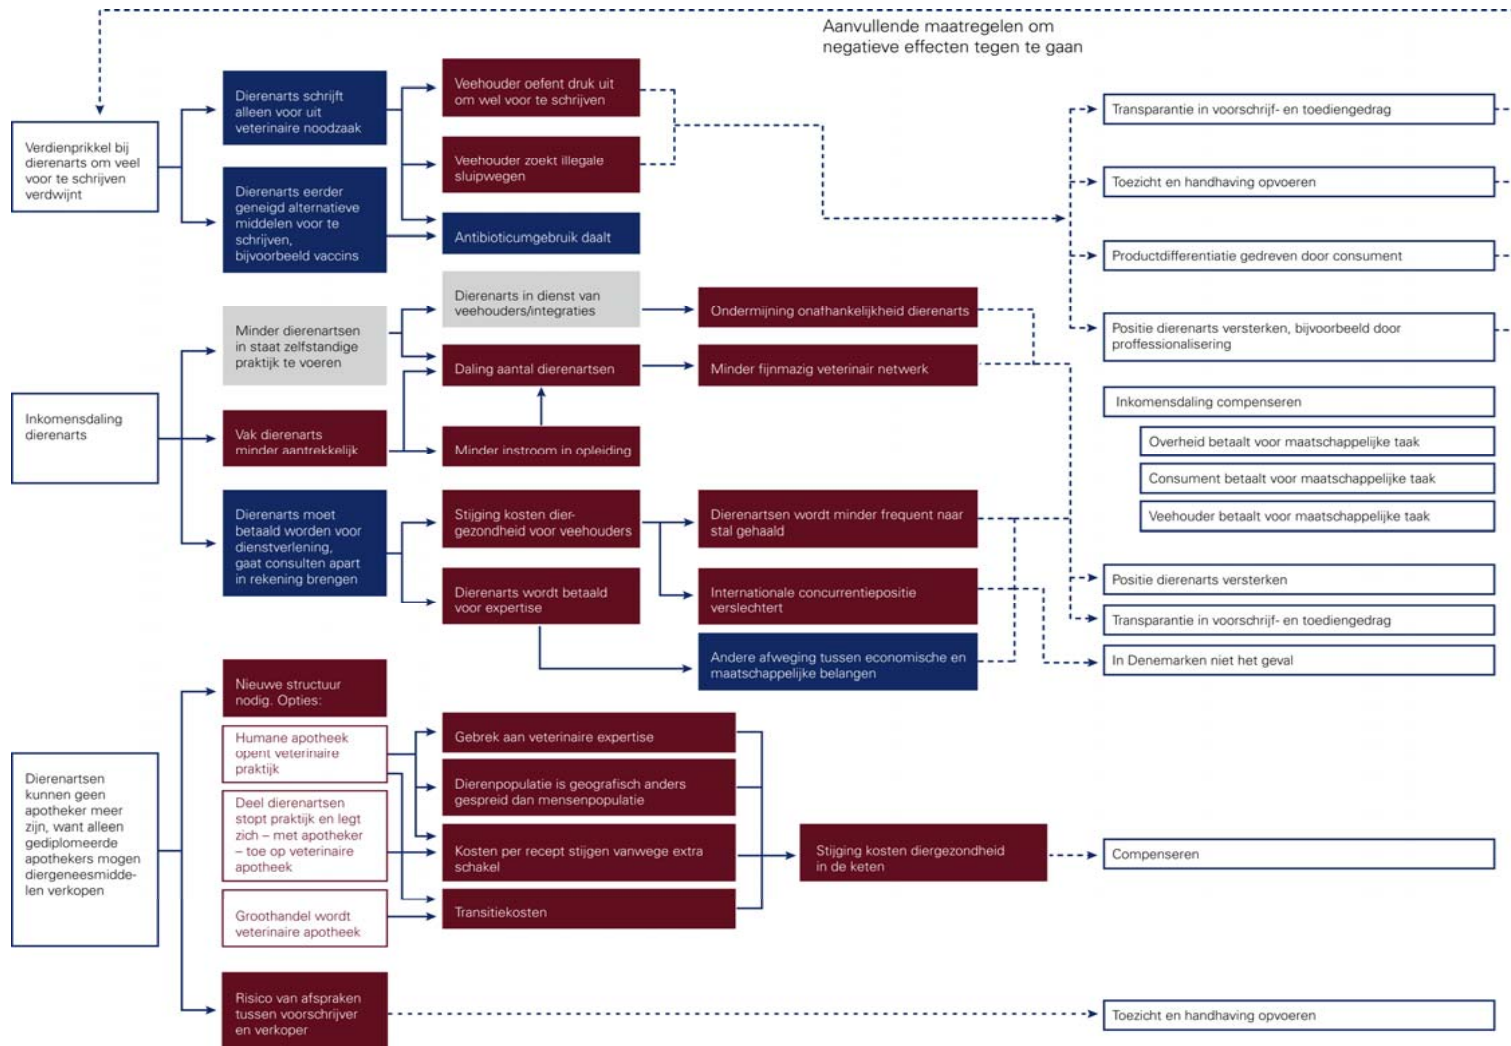 Aanvullende maatregelen om
negatieve effecten tegen te gaan
Verdienprikkel bij
dierenarts om veel
voor te schrijven
verdwijnt
Dierenarts schrijft
alleen voor uit
veterinaire noodzaak
Dierenarts eerder
geneigd alternatieve
middelen voor te
schrijven,
bijvoorbeeld vaccins
Veehouder oefent druk uit
om wel voor te schrijven
Veehouder zoekt illegale
sluipwegen
Antibioticumgebruik daalt
Transparantie in voorschrijf- en toediengedrag
Toezicht en handhaving opvoeren
Productdifferentiatie gedreven door consument
Positie dierenarts versterken, bijvoorbeeld door
proffessionalisering
Inkomensdaling
dierenarts
Minder dierenartsen
in staat zelfstandige
praktijk te voeren
Vak dierenarts
minder aantrekkelijk
Dierenarts moet
betaald worden voor
dienstverlening,
gaat consulten apart
in rekening brengen
Dierenarts in dienst van
veehouders/integraties
Daling aantal dierenartsen
Minder instroom in opleiding
Stijging kosten dier-
gezondheid voor veehouders
Dierenarts wordt betaald
voor expertise
Ondermijning onafhankelijkheid dierenarts
Minder fijnmazig veterinair netwerk
Dierenartsen wordt minder frequent naar
stal gehaald
Internationale concurrentiepositie
verslechtert
Andere afweging tussen economische en
maatschappelijke belangen
Inkomensdaling compenseren
Overheid betaalt voor maatschappelijke taak
Consument betaalt voor maatschappelijke taak
Veehouder betaalt voor maatschappelijke taak
Positie dierenarts versterken
Transparantie in voorschrijf- en toediengedrag
In Denemarken niet het geval
Dierenartsen
kunnen geen
apotheker meer
zijn, want alleen
gediplomeerde
apothekers mogen
diergeneesmidde-
len verkopen
Nieuwe structuur
nodig. Opties:
Humane apotheek
opent veterinaire
praktijk
Deel dierenartsen
stopt praktijk en legt
zich – met apotheker
– toe op veterinaire
apotheek
Groothandel wordt
veterinaire apotheek
Risico van afspraken
tussen voorschrijver
en verkoper
Gebrek aan veterinaire expertise
Dierenpopulatie is geografisch anders
gespreid dan mensenpopulatie
Kosten per recept stijgen vanwege extra
schakel
Transitiekosten
Stijging kosten diergezondheid
in de keten
Compenseren
Toezicht en handhaving opvoeren